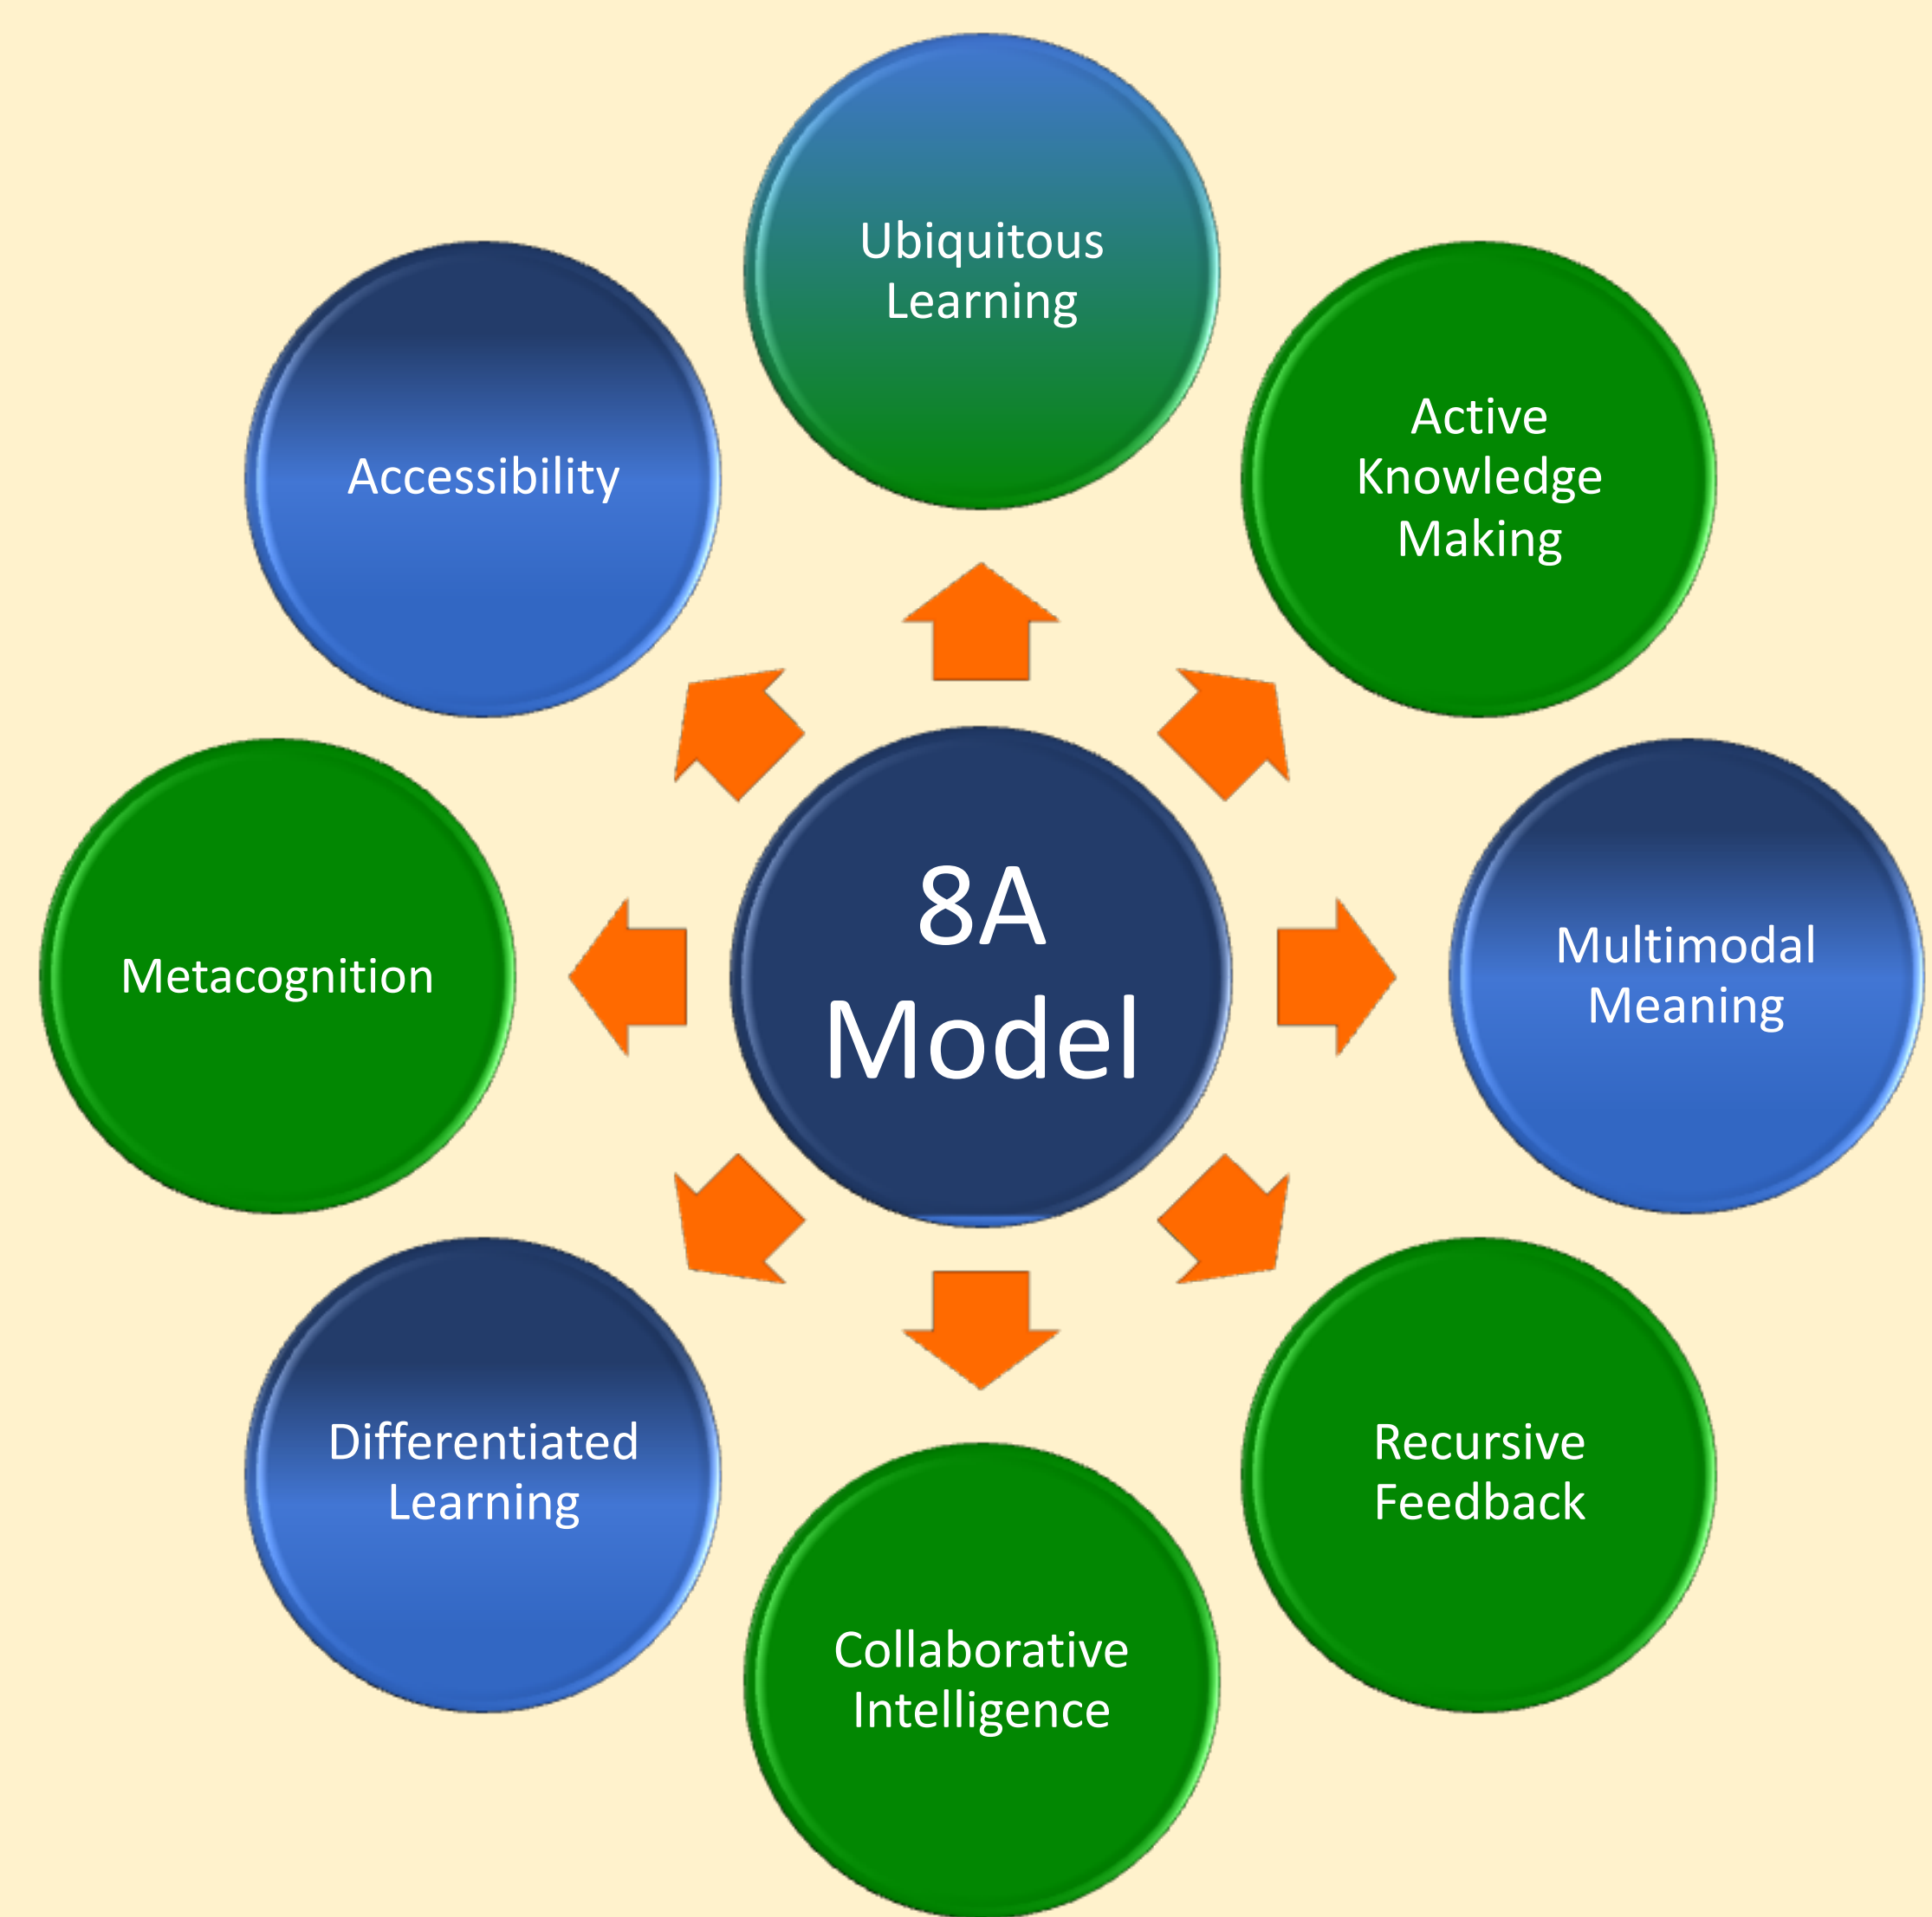 Ubiquitous
Learning
Active
Knowledge
Making
Multimodal
Meaning
Recursive
Feedback
Collaborative
Intelligence
Differentiated
Learning
Metacognition
Accessibility
8A
Model